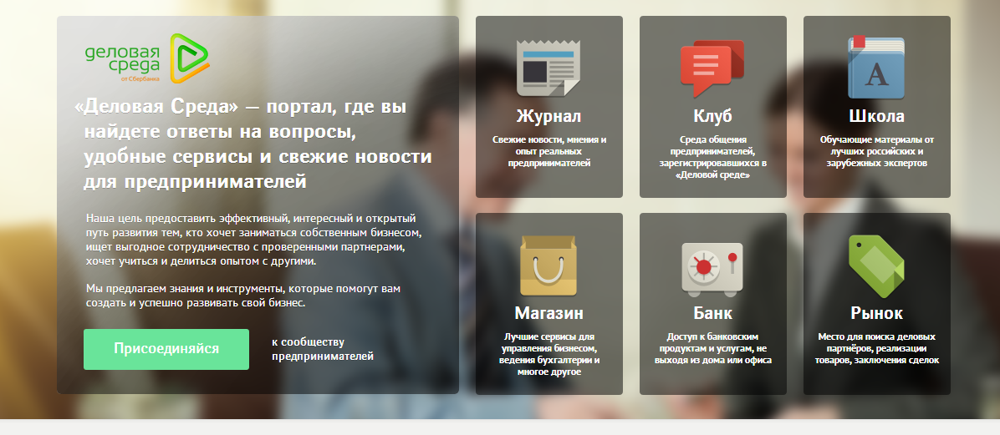 деловая
среда
от Сбербанка
«Деловая Среда» — портал, где вы
найдете ответы на вопросы,
удобные сервисы и свежие новости
для предпринимателей
Наша цель предоставить эффективный, интересный и открытый
путь развития тем, кто хочет заниматься собственным бизнесом,
ищет выгодное сотрудничество с проверенными партнерами,
хочет учиться и делиться опытом с другими.
Мы предлагаем знания и инструменты, которые помогут вам
создать и успешно развивать свой бизнес.
Присоединяйся
к сообществу
предпринимателей
Журнал
Свежие новости, мнения и
опыт реальных
предпринимателей
Клуб
Среда общения
предпринимателей,
зарегистрировавшихся в
«Деловой среде»
А
Школа
Обучающие материалы от
лучших российских и
зарубежных экспертов
Магазин
Лучшие сервисы для
управления бизнесом,
ведения бухгалтерии и
многое другое
Банк
Доступ к банковским
продуктам и услугам, не
выходя из дома или офиса
Рынок
Место для поиска деловых
партнёров, реализации
товаров, заключения сделок